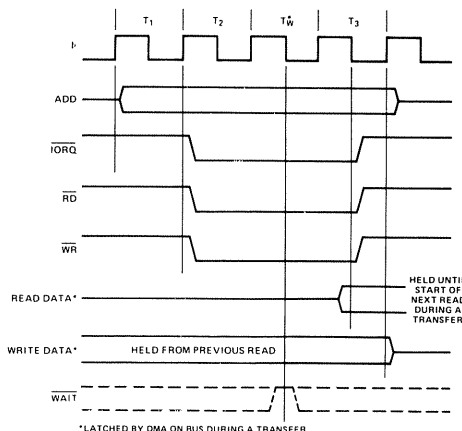 T1 T2 T*W T3
ADD
IORQ
RD
WR
READ DATA*
HELD UNTIL
START OF
NEXT READ
DURING A
TRANSFER
WRITE DATA*
HELD FROM PREVIOUS READ
WAIT
*LATCHED BY DMA ON BUS DURING A TRANSFER